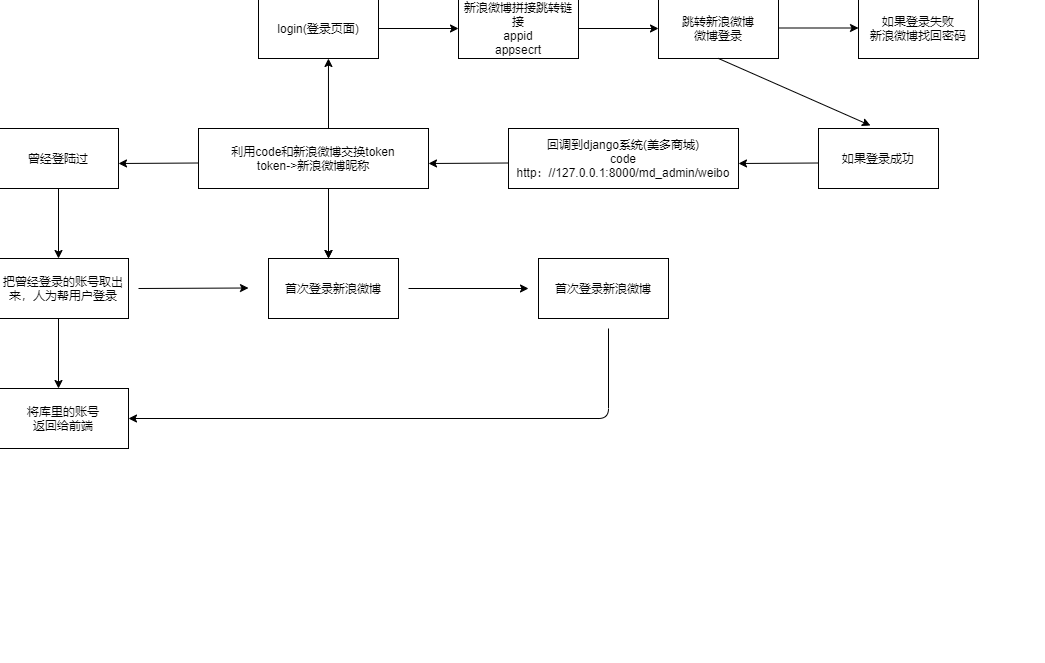 login(登录页面)
新浪微博拼接跳转链
接
appid
appsecrt
跳转新浪微博
微博登录
如果登录失败
新浪微博找回密码
曾经登陆过
利用code和新浪微博交换token
token->新浪微博昵称
回调到django系统(美多商城)
code
http：//127.0.0.1:8000/md_admin/weibo
如果登录成功
把曾经登录的账号取出
来，人为帮用户登录
首次登录新浪微博
首次登录新浪微博
将库里的账号
返回给前端